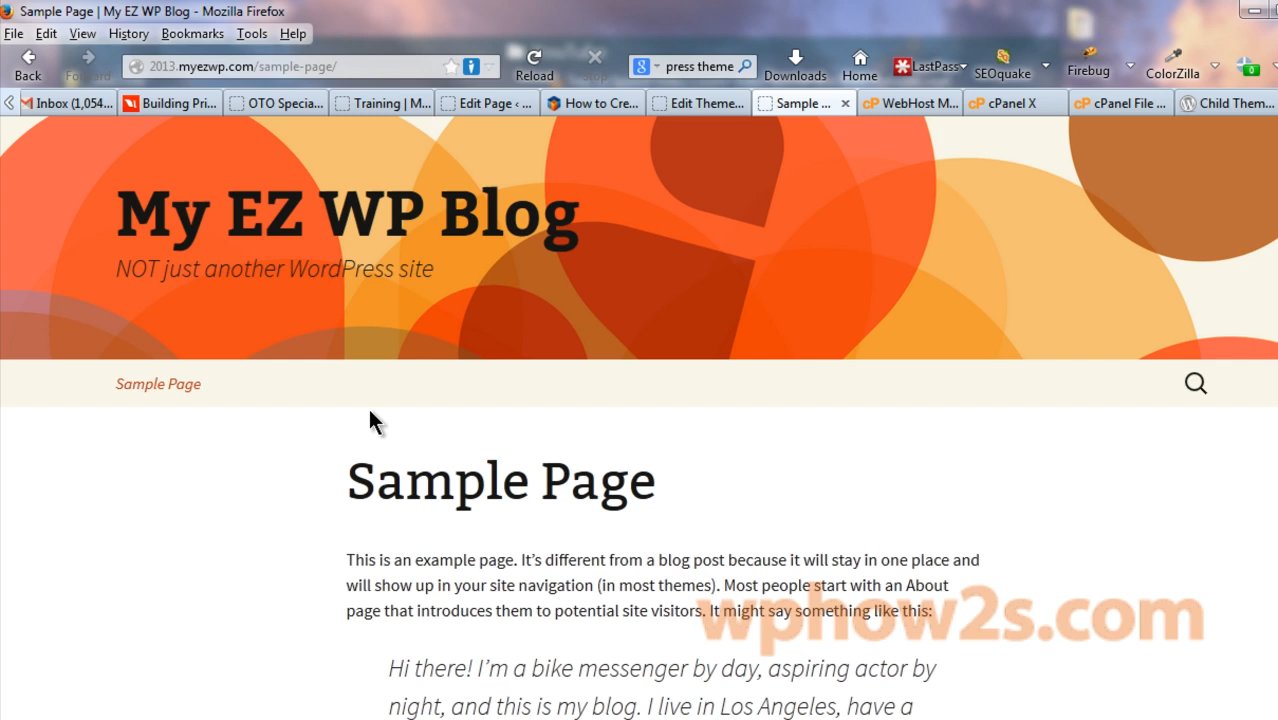 Sample Page | My EZ WP Blog - Mozilla Firefox
File Edit View History Bookmarks Tools Help
Back Forward 2013.myezwp.com/sample-page/ Reload Stop press theme Downloads Home LastPass SEOquake Firebug ColorZilla 0
Inbox (1,054... Building Pri... OTO Specia... Training | M... Edit Page ‹ ... How to Cre... Edit Theme... Sample ... WebHost M... cPanel X cPanel File ... Child Them...
My EZ WP Blog
NOT just another WordPress site
Sample Page
Sample Page
This is an example page. It’s different from a blog post because it will stay in one place and
will show up in your site navigation (in most themes). Most people start with an About
page that introduces them to potential site visitors. It might say something like this:
wphow2s.com
Hi there! I’m a bike messenger by day, aspiring actor by
night, and this is my blog. I live in Los Angeles, have a